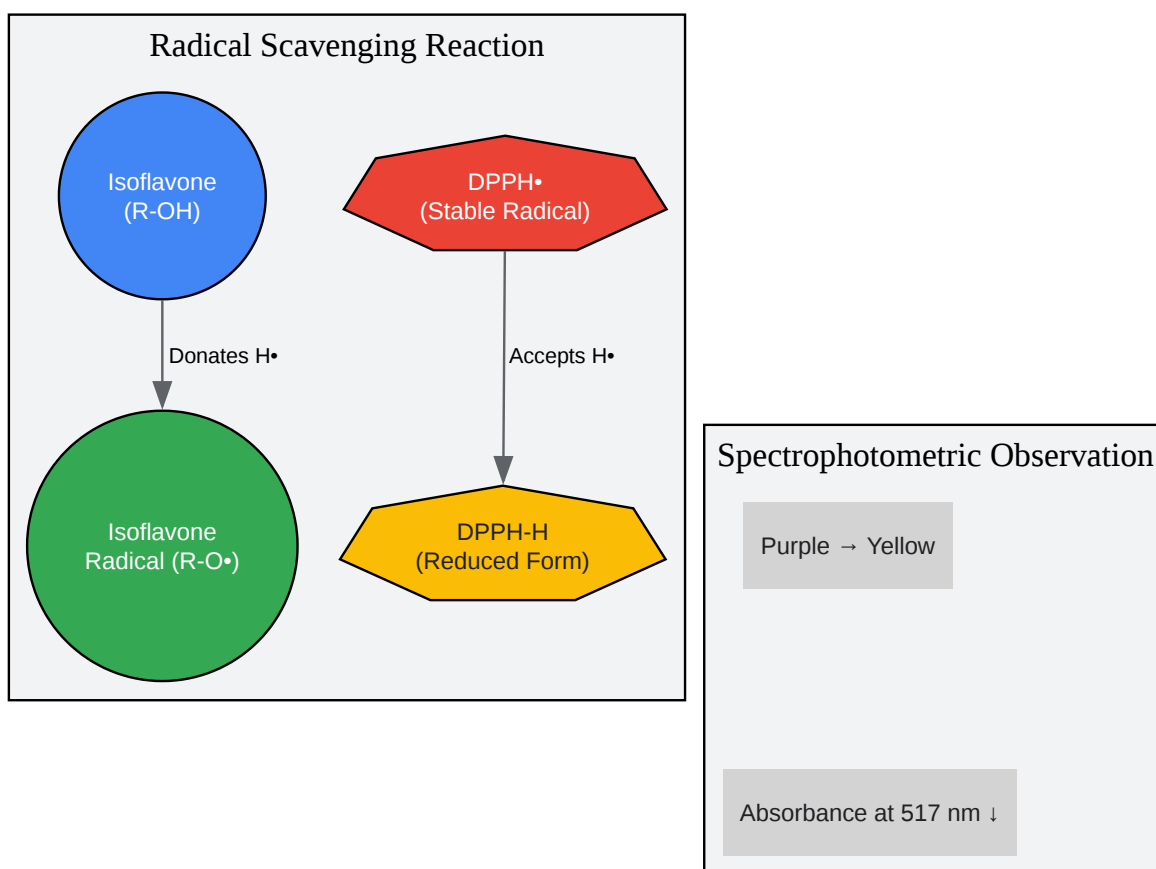 Radical Scavenging Reaction
Isoflavone
(R-OH)
DPPH•
(Stable Radical)
Donates H•
Accepts H•
Isoflavone
Radical (R-O•)
DPPH-H
(Reduced Form)
Spectrophotometric Observation
Purple → Yellow
Absorbance at 517 nm ↓